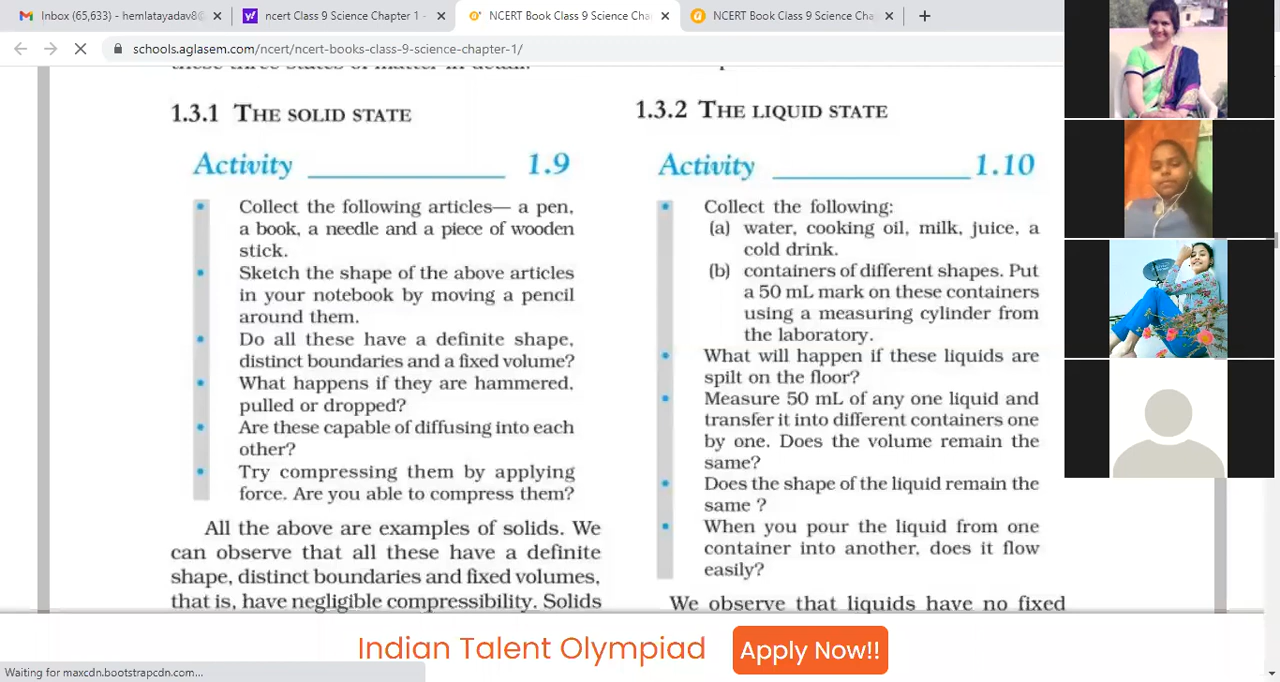 Inbox (65,633) - hemlatayadav8@
ncert Class 9 Science Chapter 1 -
NCERT Book Class 9 Science Cha
NCERT Book Class 9 Science Cha
schools.aglasem.com/ncert/ncert-books-class-9-science-chapter-1/
these three states of matter in detail.
1.3.1 THE SOLID STATE
Activity ____________ 1.9
• Collect the following articles— a pen,
a book, a needle and a piece of wooden
stick.
• Sketch the shape of the above articles
in your notebook by moving a pencil
around them.
• Do all these have a definite shape,
distinct boundaries and a fixed volume?
• What happens if they are hammered,
pulled or dropped?
• Are these capable of diffusing into each
other?
• Try compressing them by applying
force. Are you able to compress them?
All the above are examples of solids. We
can observe that all these have a definite
shape, distinct boundaries and fixed volumes,
that is, have negligible compressibility. Solids
1.3.2 THE LIQUID STATE
Activity ____________ 1.10
• Collect the following:
(a) water, cooking oil, milk, juice, a
cold drink.
(b) containers of different shapes. Put
a 50 mL mark on these containers
using a measuring cylinder from
the laboratory.
• What will happen if these liquids are
spilt on the floor?
• Measure 50 mL of any one liquid and
transfer it into different containers one
by one. Does the volume remain the
same?
• Does the shape of the liquid remain the
same ?
• When you pour the liquid from one
container into another, does it flow
easily?
We observe that liquids have no fixed
Indian Talent Olympiad
Apply Now!!
Waiting for maxcdn.bootstrapcdn.com...